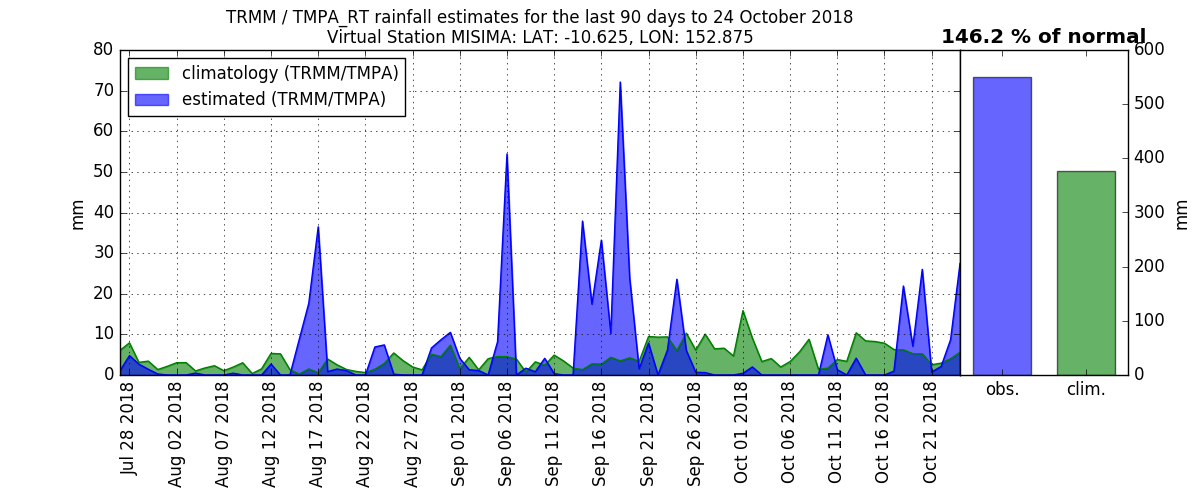 TRMM / TMPA_RT rainfall estimates for the last 90 days to 24 October 2018
Virtual Station MISIMA: LAT: -10.625, LON: 152.875
146.2 % of normal
climatology (TRMM/TMPA)
estimated (TRMM/TMPA)
mm
80
70
60
50
40
30
20
10
0
Jul 28 2018
Aug 02 2018
Aug 07 2018
Aug 12 2018
Aug 17 2018
Aug 22 2018
Aug 27 2018
Sep 01 2018
Sep 06 2018
Sep 11 2018
Sep 16 2018
Sep 21 2018
Sep 26 2018
Oct 01 2018
Oct 06 2018
Oct 11 2018
Oct 16 2018
Oct 21 2018
600
500
400
300
200
100
0
mm
obs.
clim.